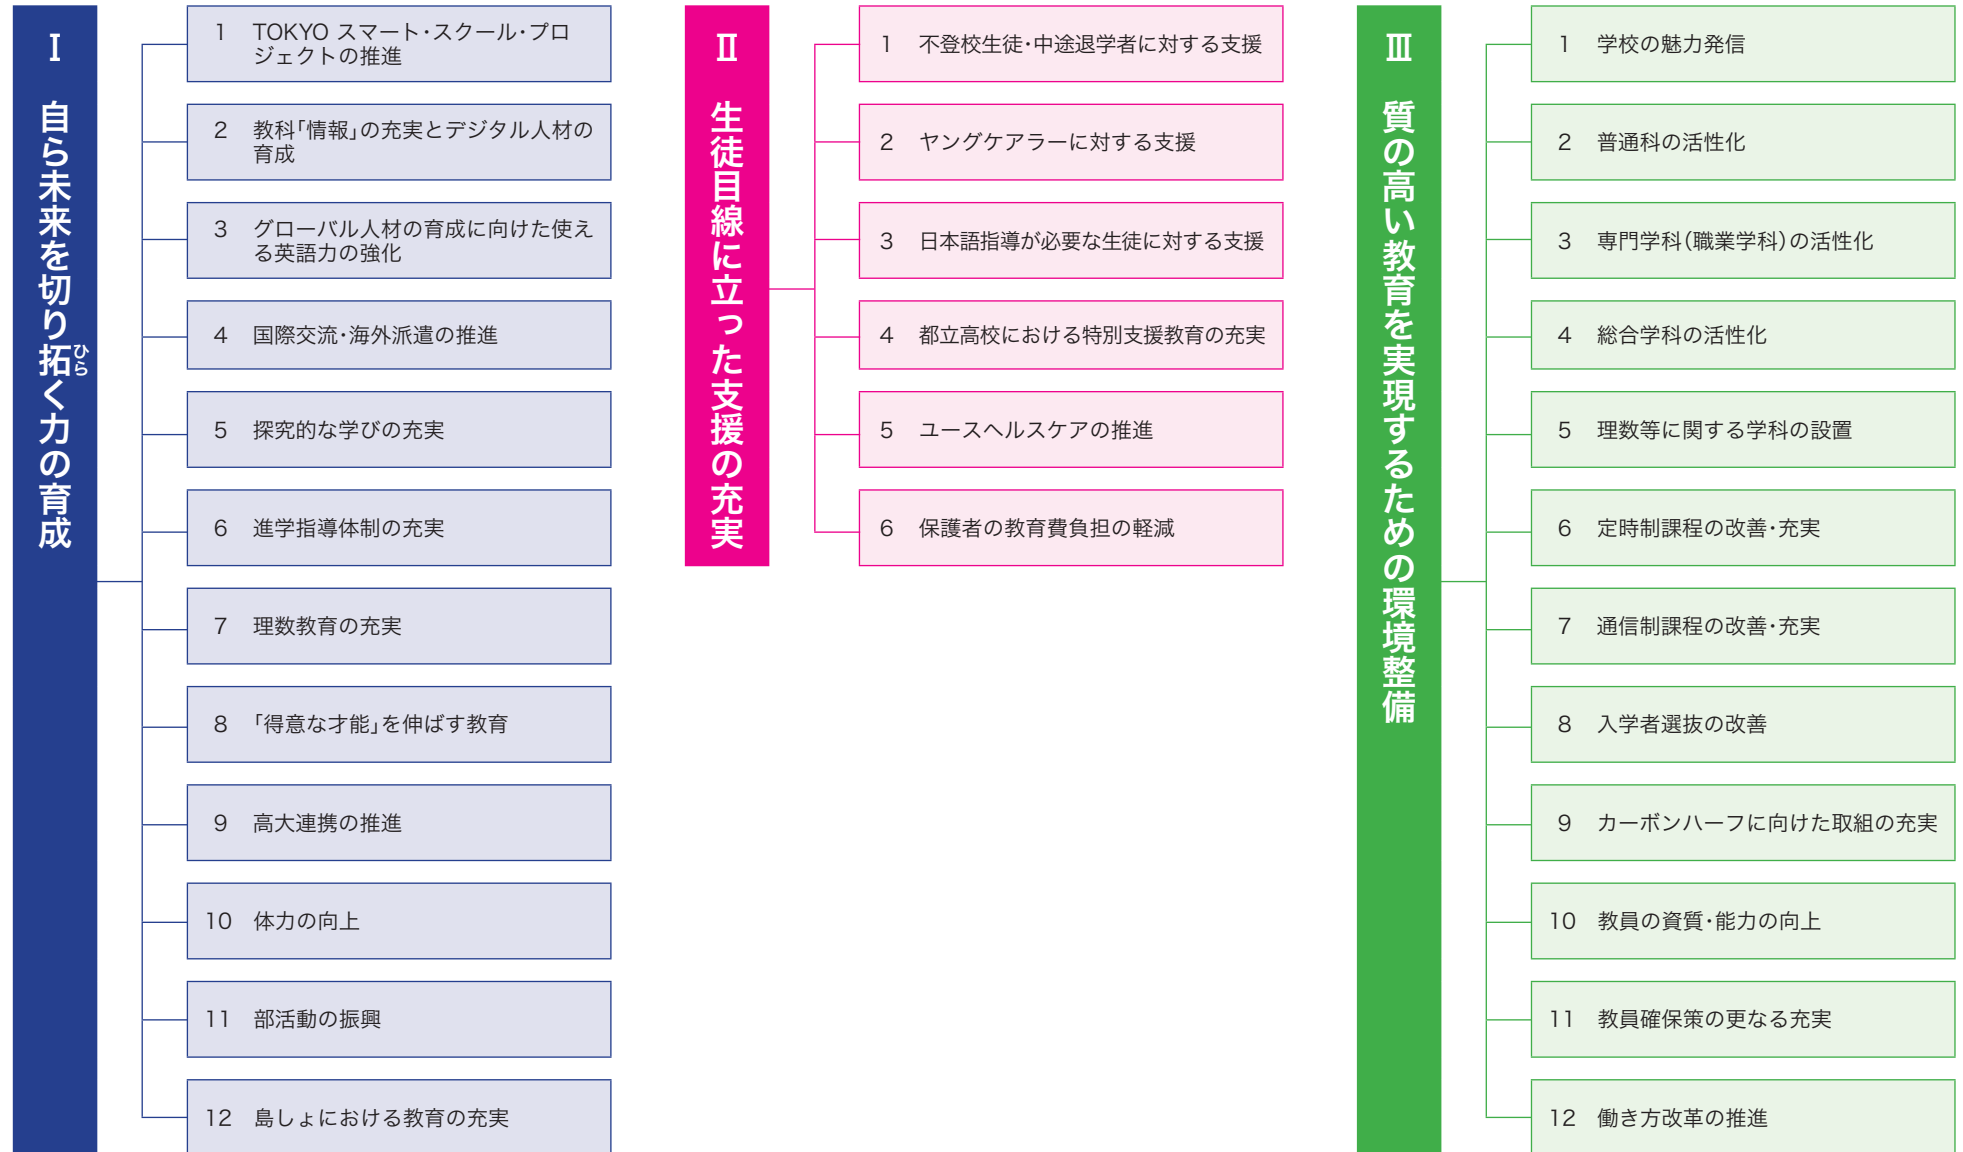 Ⅰ 自ら未来を切り拓く力の育成
ひら
1 TOKYO スマート・スクール・プロ
ジェクトの推進
2 教科「情報」の充実とデジタル人材の
育成
3 グローバル人材の育成に向けた使え
る英語力の強化
4 国際交流・海外派遣の推進
5 探究的な学びの充実
6 進学指導体制の充実
7 理数教育の充実
8 「得意な才能」を伸ばす教育
9 高大連携の推進
10 体力の向上
11 部活動の振興
12 島しょにおける教育の充実
Ⅱ 生徒目線に立った支援の充実
1 不登校生徒・中途退学者に対する支援
2 ヤングケアラーに対する支援
3 日本語指導が必要な生徒に対する支援
4 都立高校における特別支援教育の充実
5 ユースヘルスケアの推進
6 保護者の教育費負担の軽減
Ⅲ 質の高い教育を実現するための環境整備
1 学校の魅力発信
2 普通科の活性化
3 専門学科(職業学科)の活性化
4 総合学科の活性化
5 理数等に関する学科の設置
6 定時制課程の改善・充実
7 通信制課程の改善・充実
8 入学者選抜の改善
9 カーボンハーフに向けた取組の充実
10 教員の資質・能力の向上
11 教員確保策の更なる充実
12 働き方改革の推進